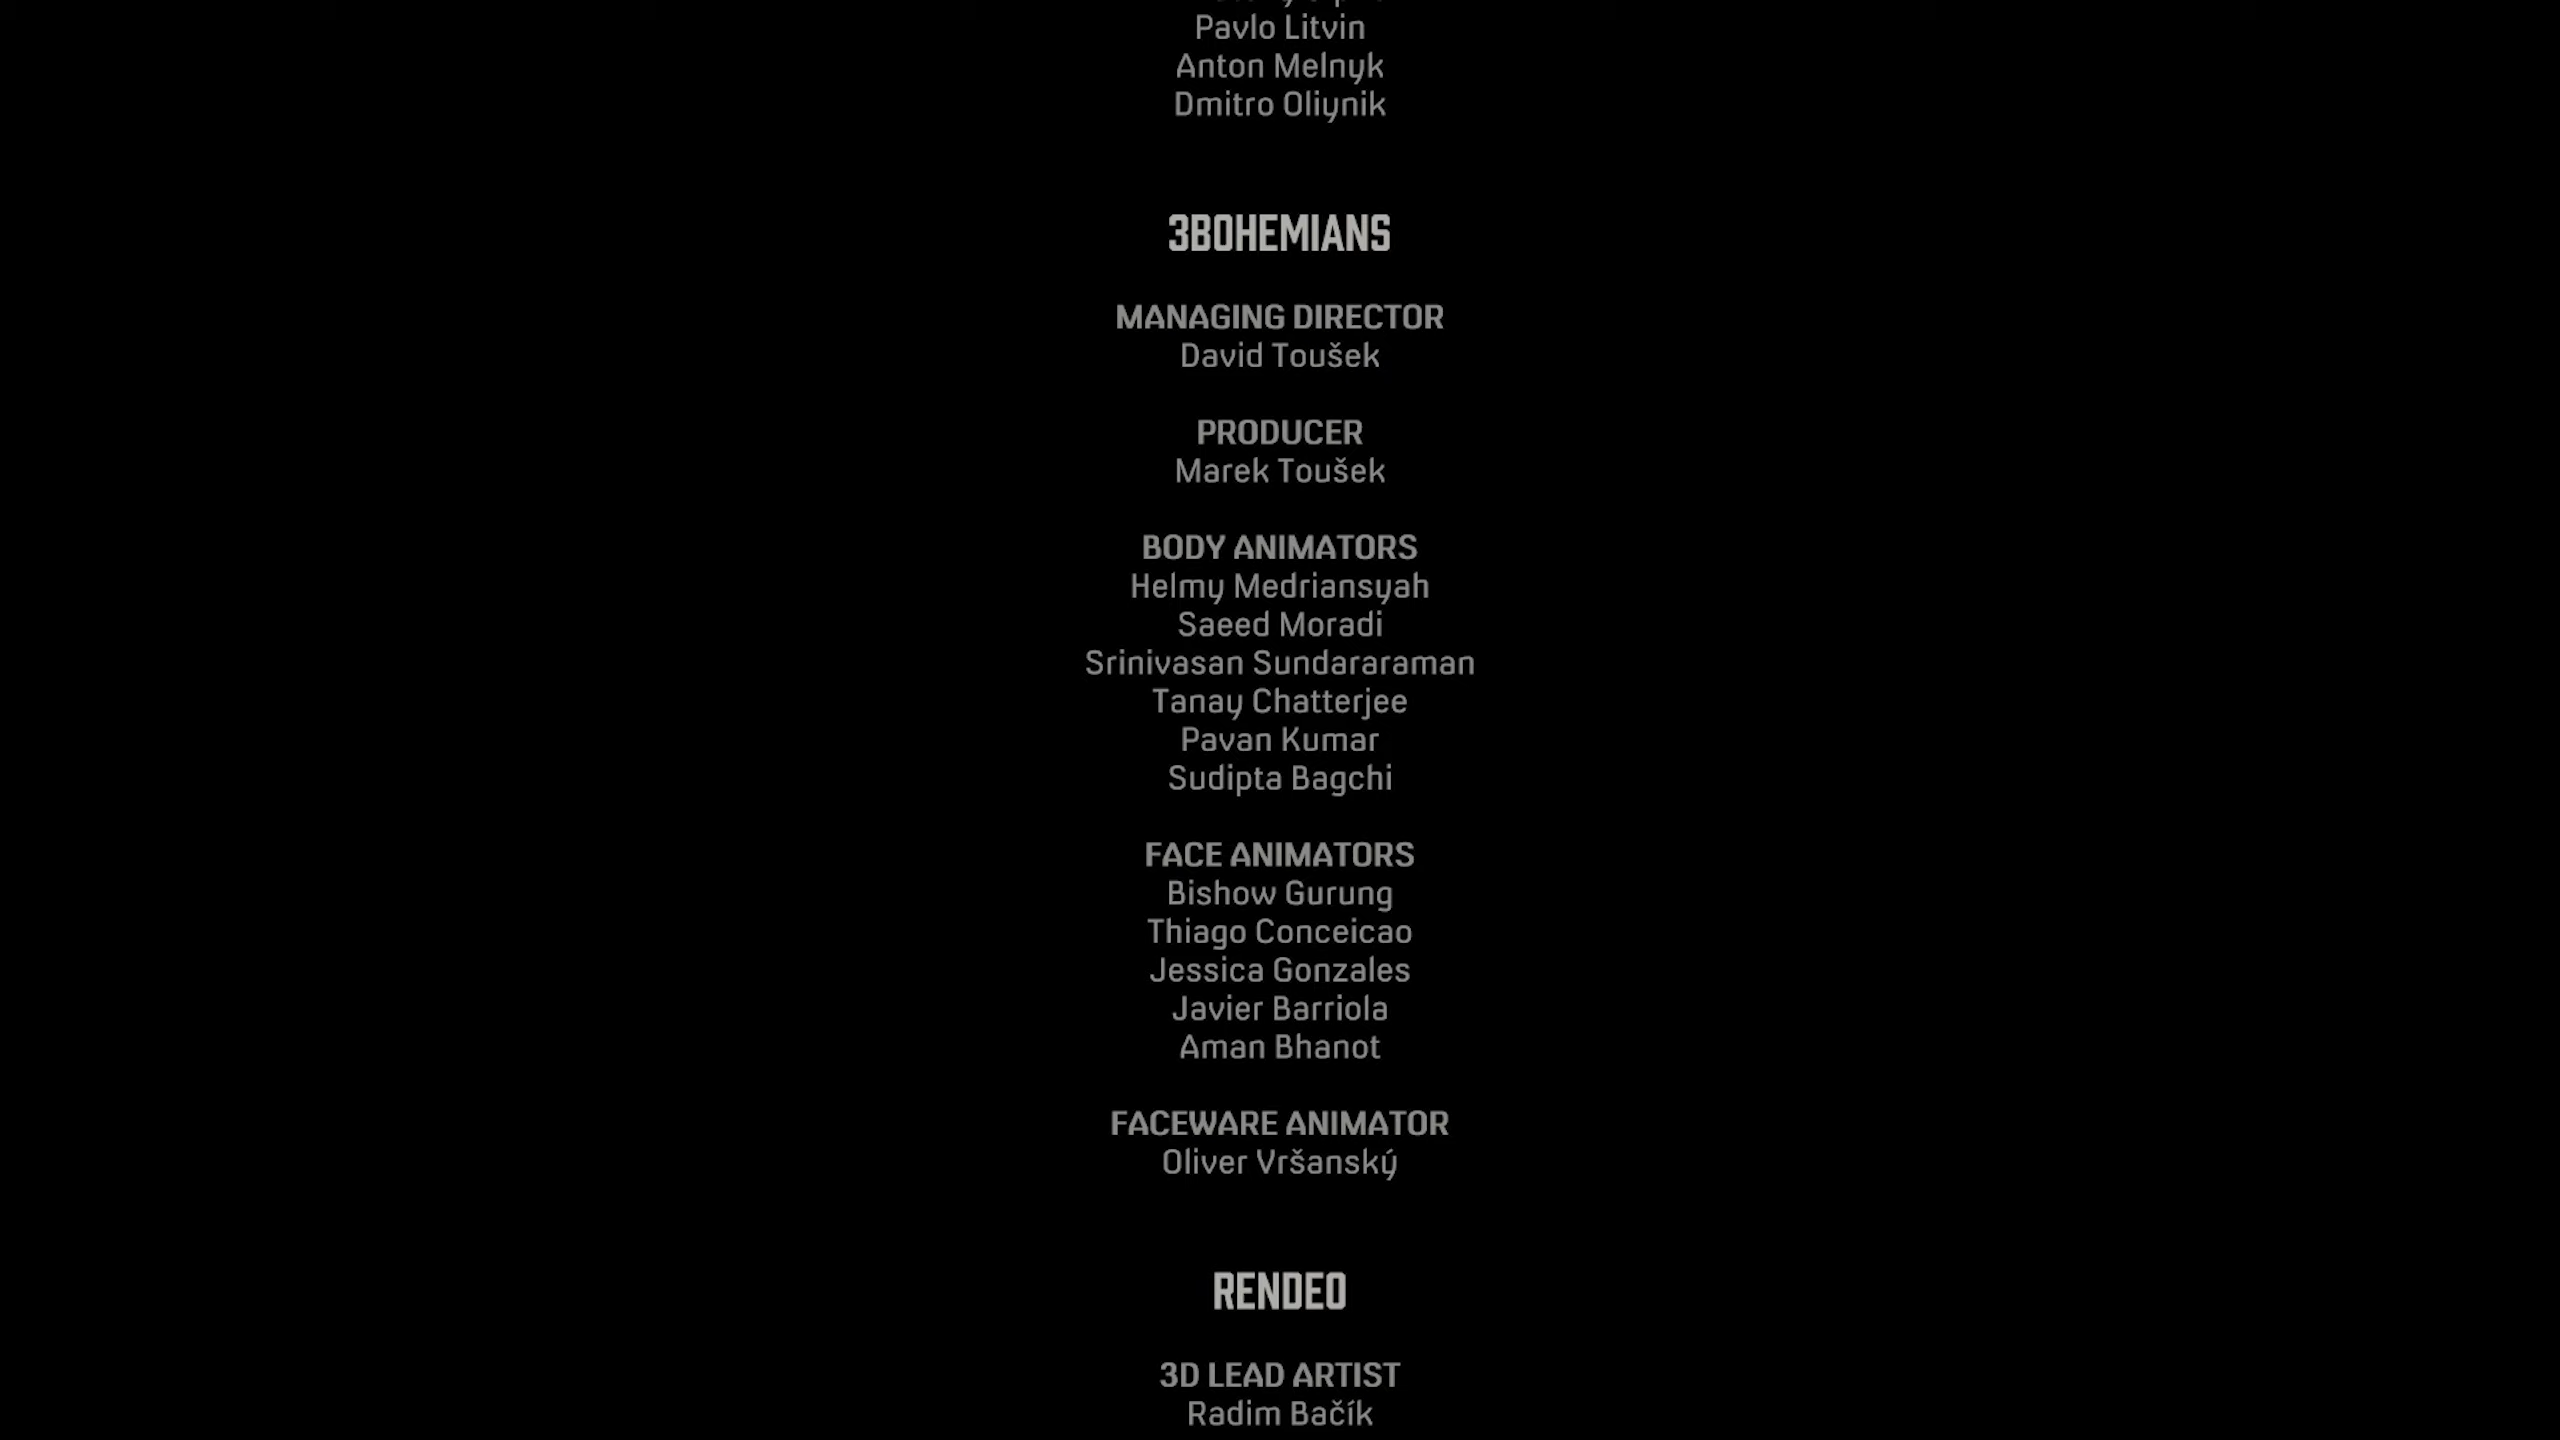 Pavlo Litvin
Anton Melnyk
Dmitro Oliynik
3BOHEMIANS
MANAGING DIRECTOR
David Toušek
PRODUCER
Marek Toušek
BODY ANIMATORS
Helmy Medriansyah
Saeed Moradi
Srinivasan Sundararaman
Tanay Chatterjee
Pavan Kumar
Sudipta Bagchi
FACE ANIMATORS
Bishow Gurung
Thiago Conceicao
Jessica Gonzales
Javier Barriola
Aman Bhanot
FACEWARE ANIMATOR
Oliver Vršanský
RENDEO
3D LEAD ARTIST
Radim Bačík